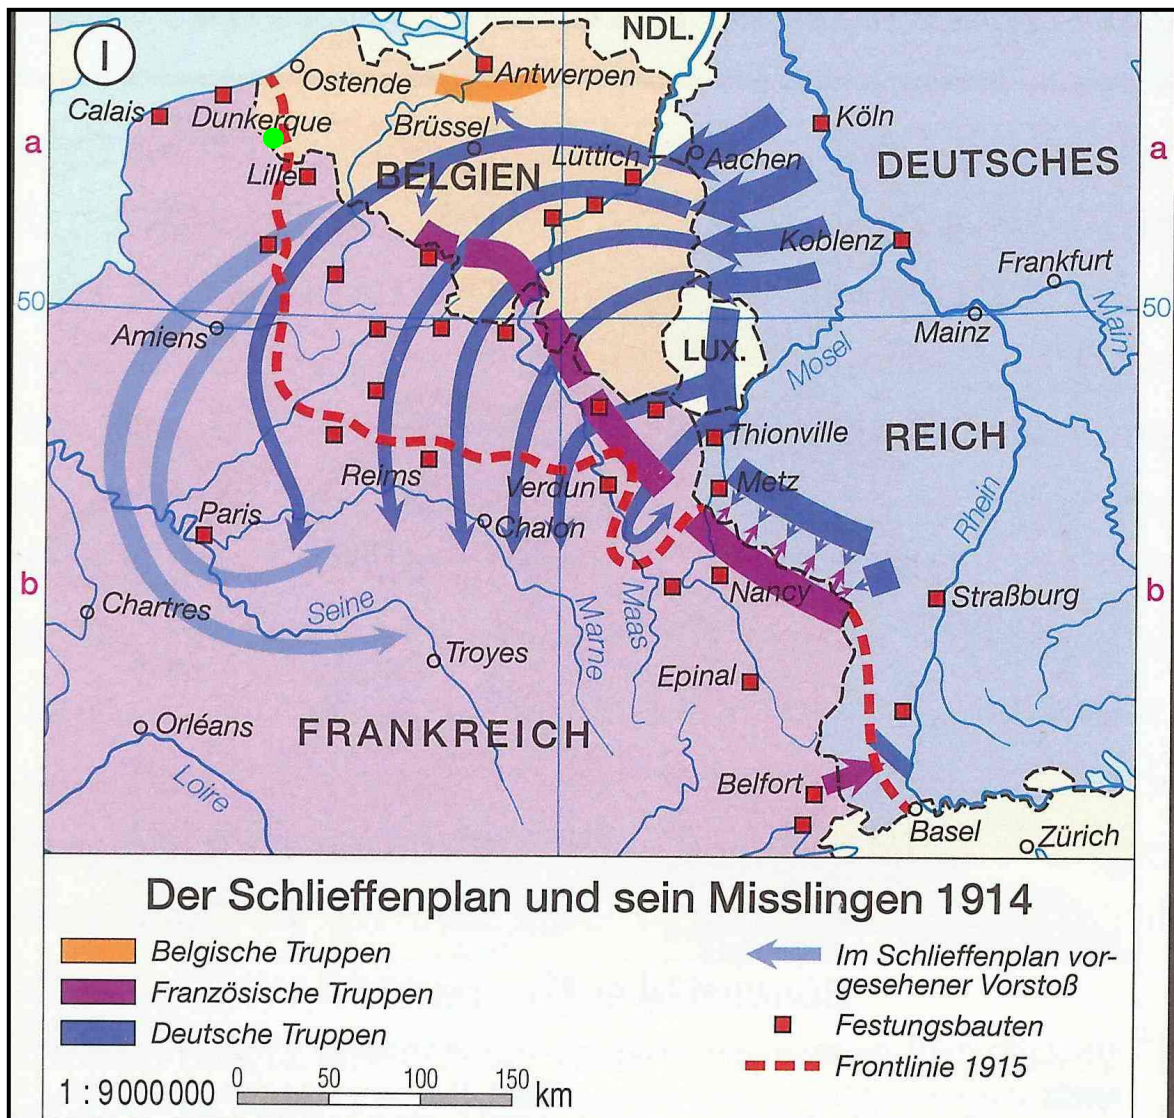 I
NDL.
Ostende
Antwerpen
Calais
Dunkerque
Brüssel
Köln
a
a
Lüttich
Aachen
DEUTSCHES
Lille
BELGIEN
Koblenz
Frankfurt
50
50
Amiens
Mainz
Main
LUX.
Mosel
Thionville
REICH
Reims
Verdun
Metz
Rhein
Paris
Chalon
b
b
Chartres
Nancy
Straßburg
Seine
Marne
Maas
Troyes
Epinal
Orléans
FRANKREICH
Loire
Belfort
Basel
Zürich
Der Schlieffenplan und sein Misslingen 1914
Belgische Truppen
Französische Truppen
Deutsche Truppen
1 : 9000000
0 50 100 150 km
Im Schlieffenplan vor-
gesehener Vorstoß
Festungsbauten
Frontlinie 1915